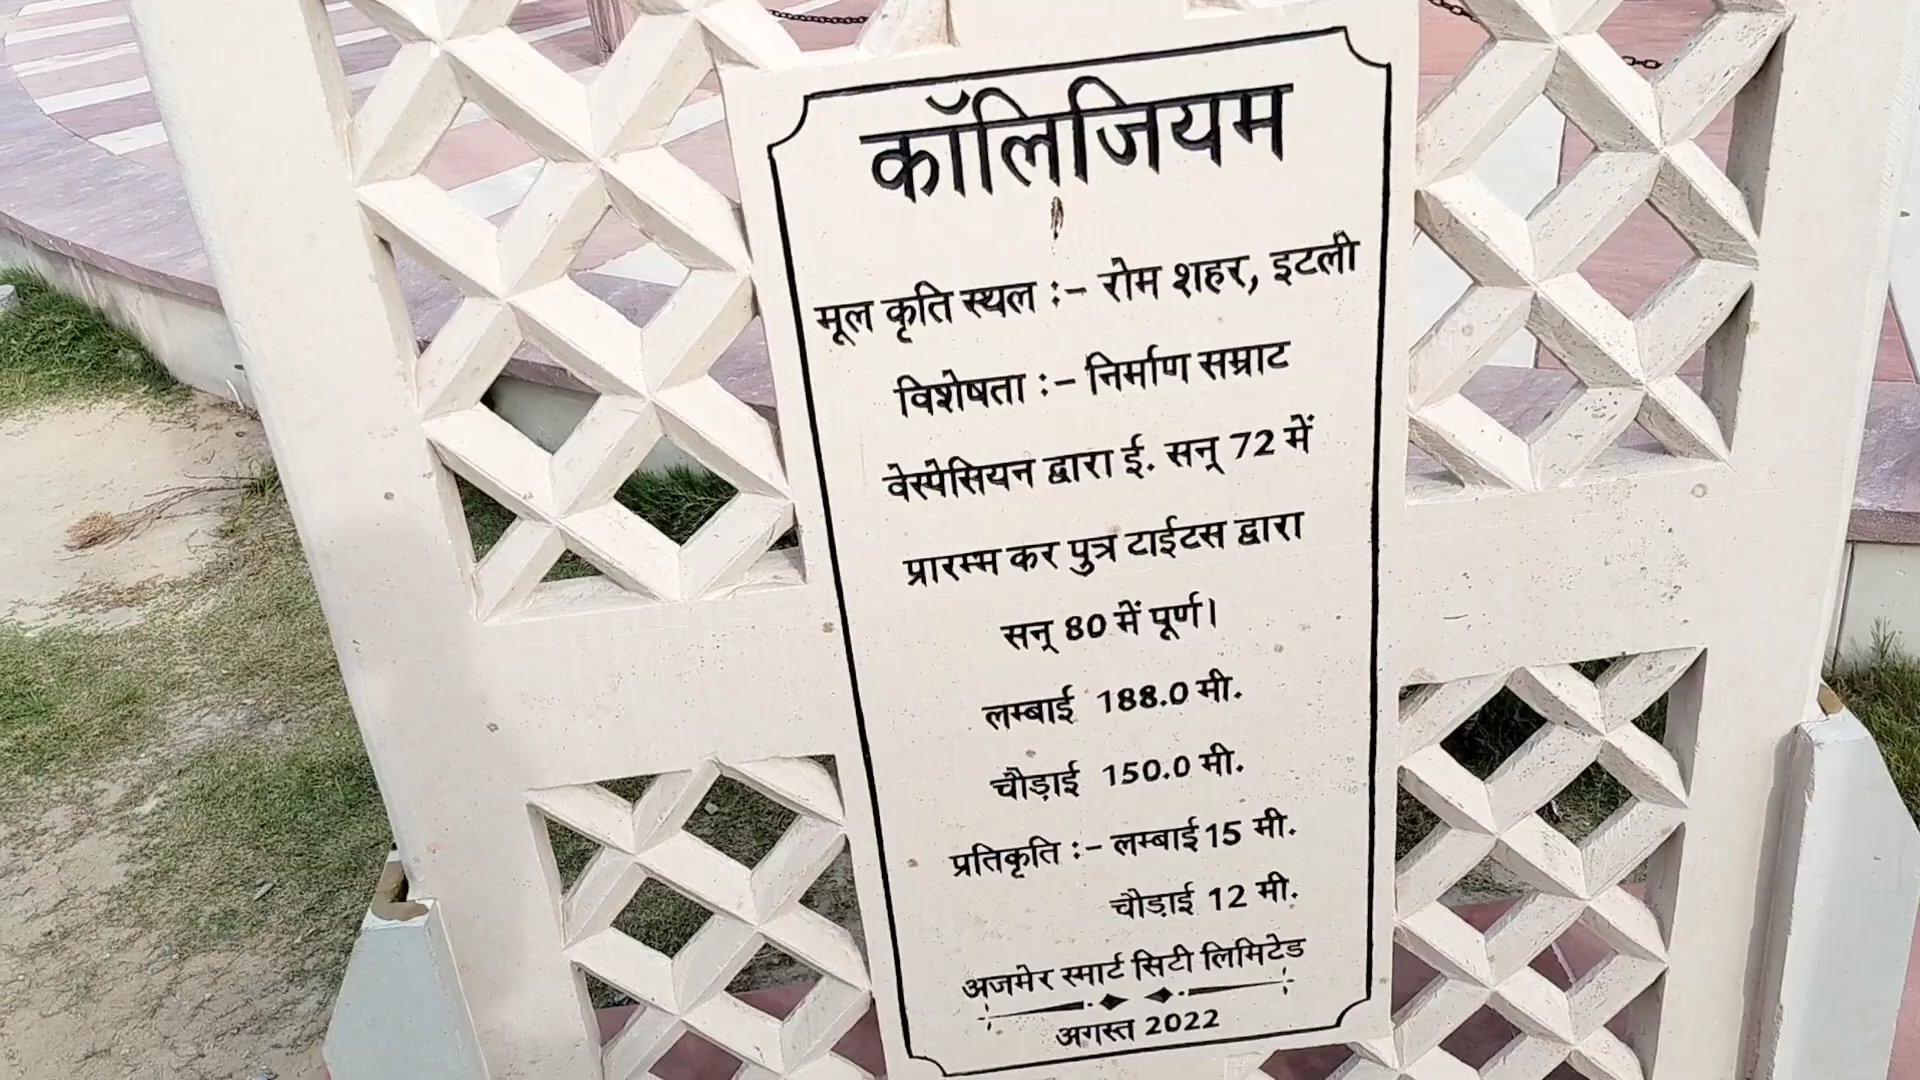 कॉलिजियम
मूल कृति स्थल :– रोम शहर, इटली
विशेषता :– निर्माण सम्राट
वेस्पेसियन द्वारा ई. सन् 72 में
प्रारम्भ कर पुत्र टाईटस द्वारा
सन् 80 में पूर्ण।
लम्बाई 188.0 मी.
चौड़ाई 150.0 मी.
प्रतिकृति :– लम्बाई 15 मी.
चौड़ाई 12 मी.
अजमेर स्मार्ट सिटी लिमिटेड
अगस्त 2022